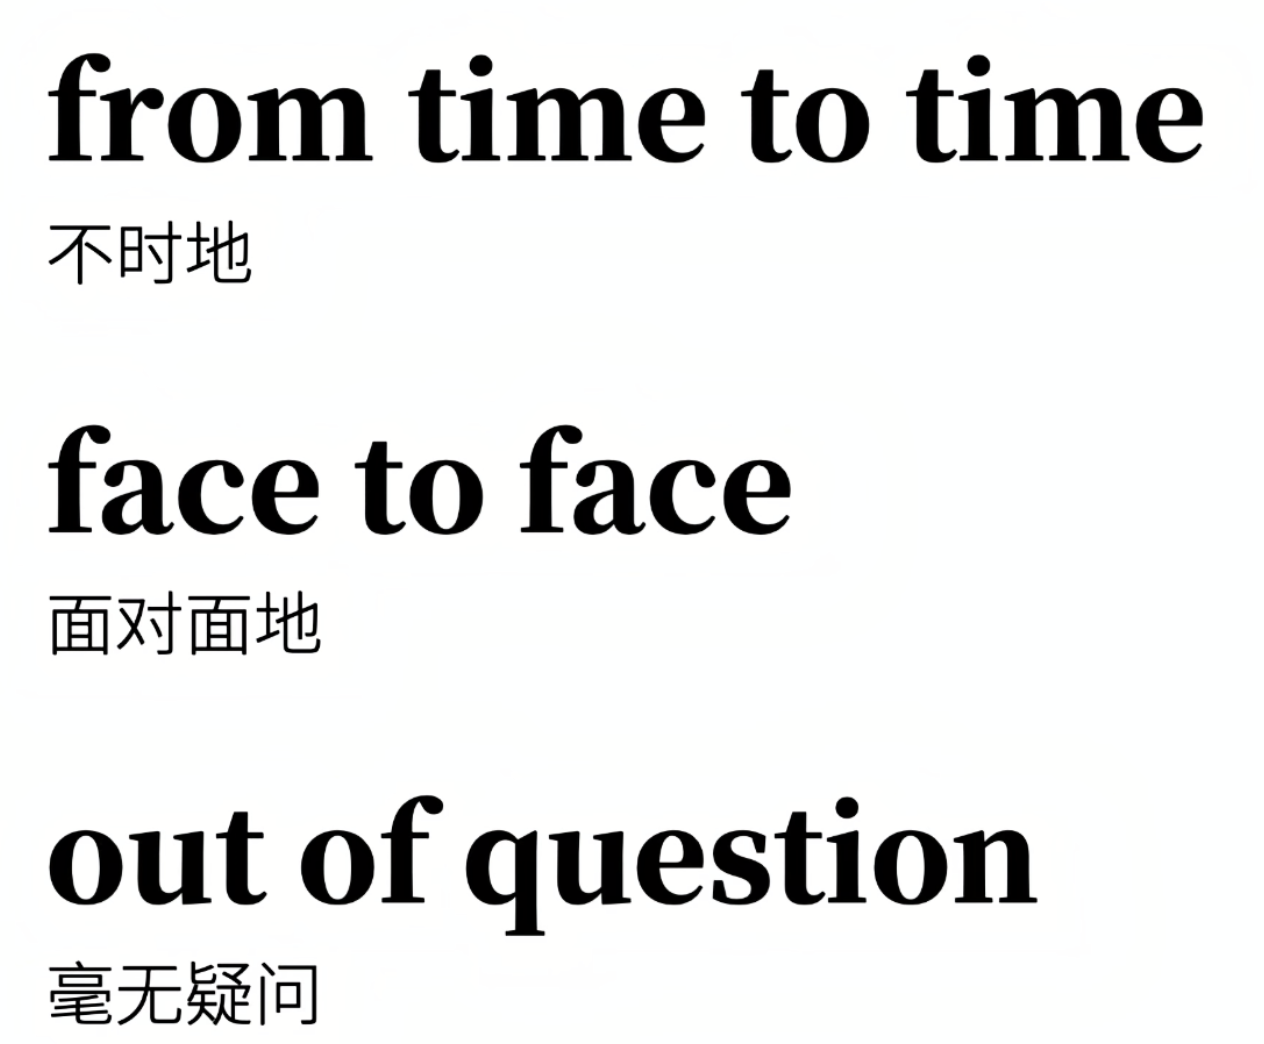 from time to time
不时地
face to face
面对面地
out of question
毫无疑问